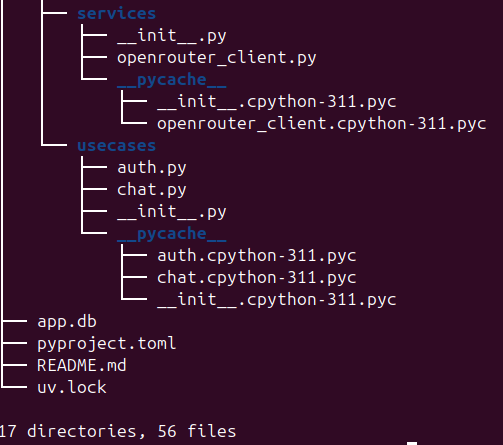 services
__init__.py
openrouter_client.py
__pycache__
__init__.cpython-311.pyc
openrouter_client.cpython-311.pyc
usecases
auth.py
chat.py
__init__.py
__pycache__
auth.cpython-311.pyc
chat.cpython-311.pyc
__init__.cpython-311.pyc
app.db
pyproject.toml
README.md
uv.lock
17 directories, 56 files